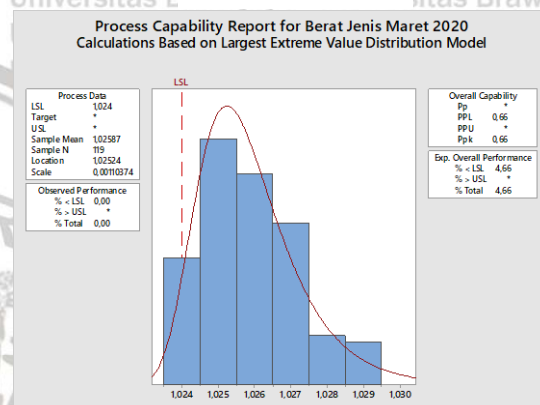 Universitas B
itas Braw
Process Capability Report for Berat Jenis Maret 2020
Calculations Based on Largest Extreme Value Distribution Model
LSL
Process Data
LSL 1,024
Target *
USL *
Sample Mean 1,02587
Sample N 119
Location 1,02524
Scale 0,00110374
Observed Performance
% < LSL 0,00
% > USL *
% Total 0,00
Overall Capability
Pp *
PPL 0,66
PPU *
Ppk 0,66
Exp. Overall Performance
% < LSL 4,66
% > USL *
% Total 4,66
1,024 1,025 1,026 1,027 1,028 1,029 1,030